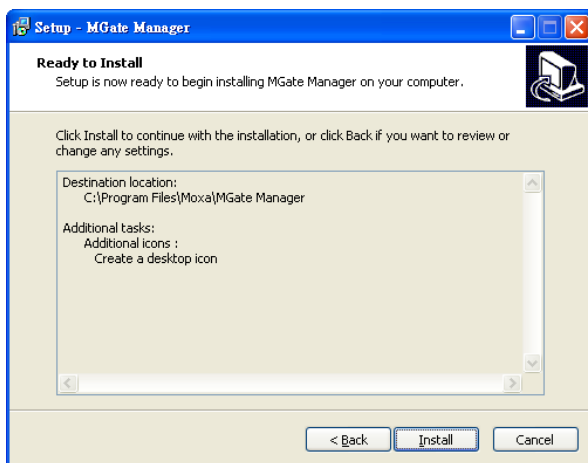 Setup - MGate Manager
Ready to Install
Setup is now ready to begin installing MGate Manager on your computer.
Click Install to continue with the installation, or click Back if you want to review or
change any settings.
Destination location:
C:\Program Files\Moxa\MGate Manager
Additional tasks:
Additional icons :
Create a desktop icon
< Back
Install
Cancel